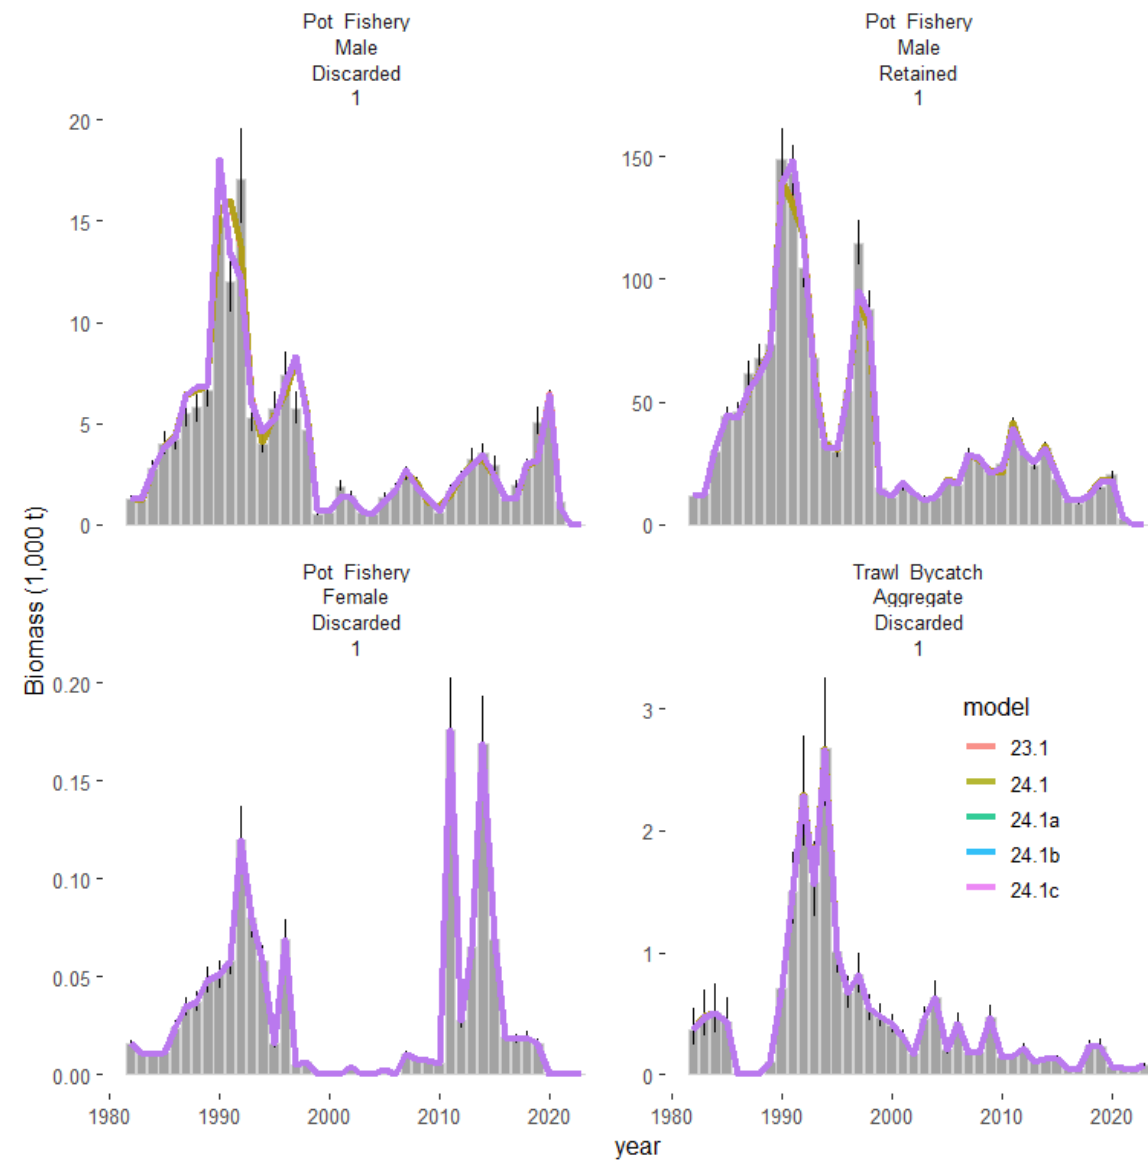 Pot Fishery
Male
Discarded
1
Pot Fishery
Male
Retained
1
20
15
10
5
0
150
100
50
0
Biomass (1,000 t)
Pot Fishery
Female
Discarded
1
Trawl Bycatch
Aggregate
Discarded
1
0.20
0.15
0.10
0.05
0.00
3
2
1
0
model
23.1
24.1
24.1a
24.1b
24.1c
1980 1990 2000 2010 2020
1980 1990 2000 2010 2020
year